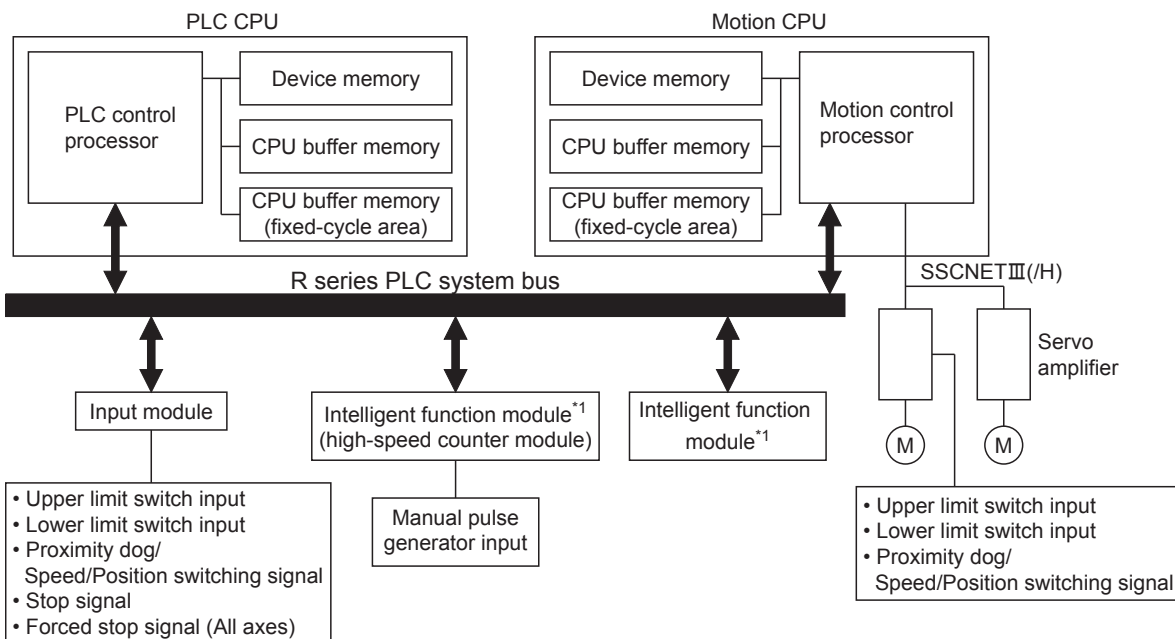 PLC CPU
PLC control
processor
Device memory
CPU buffer memory
CPU buffer memory
(fixed-cycle area)
Motion CPU
Device memory
CPU buffer memory
CPU buffer memory
(fixed-cycle area)
Motion control
processor
R series PLC system bus
SSCNETⅢ(/H)
Servo
amplifier
M
M
Input module
Intelligent function module*1
(high-speed counter module)
Intelligent function
module*1
• Upper limit switch input
• Lower limit switch input
• Proximity dog/
Speed/Position switching signal
• Stop signal
• Forced stop signal (All axes)
Manual pulse
generator input
• Upper limit switch input
• Lower limit switch input
• Proximity dog/
Speed/Position switching signal